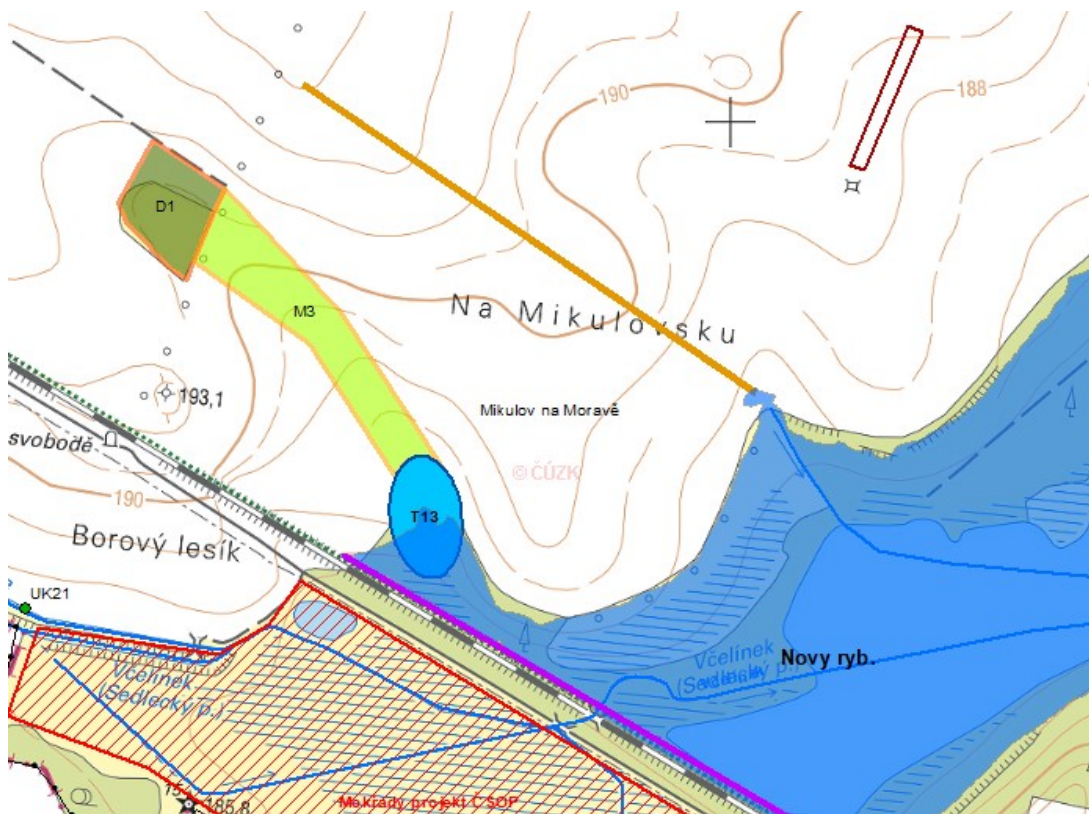 190
188
D1
M3
Na Mikulovsku
193,1
Mikulov na Moravě
svobodě
© ČÚZK
190
T13
Borový lesík
UK21
Včelínek
(Sedlecký p.)
Novy ryb.
Včelínek
(Sedlecký p.)
185,8
Mokřady projekt ČSOP